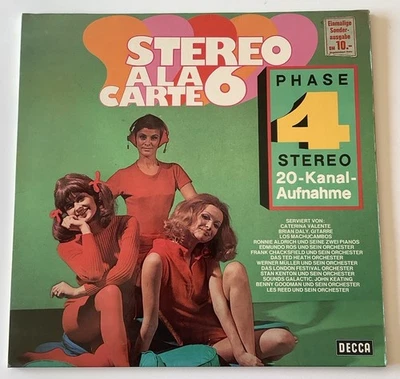 STEREO
A LA
CARTE 6
Einmalige
Sonder-
ausgabe
DM 10.-
PHASE
4
STEREO
20-Kanal-
Aufnahme
SERVIERT VON:
CATERINA VALENTE
BRIAN DALY, GITARRE
LOS MACHUCAMBOS
RONNIE ALDRICH UND SEINE ZWEI PIANOS
EDMUNDO ROS UND SEIN ORCHESTER
FRANK CHACKSFIELD UND SEIN ORCHESTER
DAS TED HEATH ORCHESTER
WERNER MÜLLER UND SEIN ORCHESTER
DAS LONDON FESTIVAL ORCHESTER
STAN KENTON UND SEIN ORCHESTER
SOUNDS GALACTIC, JOHN KEATING
BENNY GOODMAN UND SEIN ORCHESTER
LES REED UND SEIN ORCHESTER
DECCA